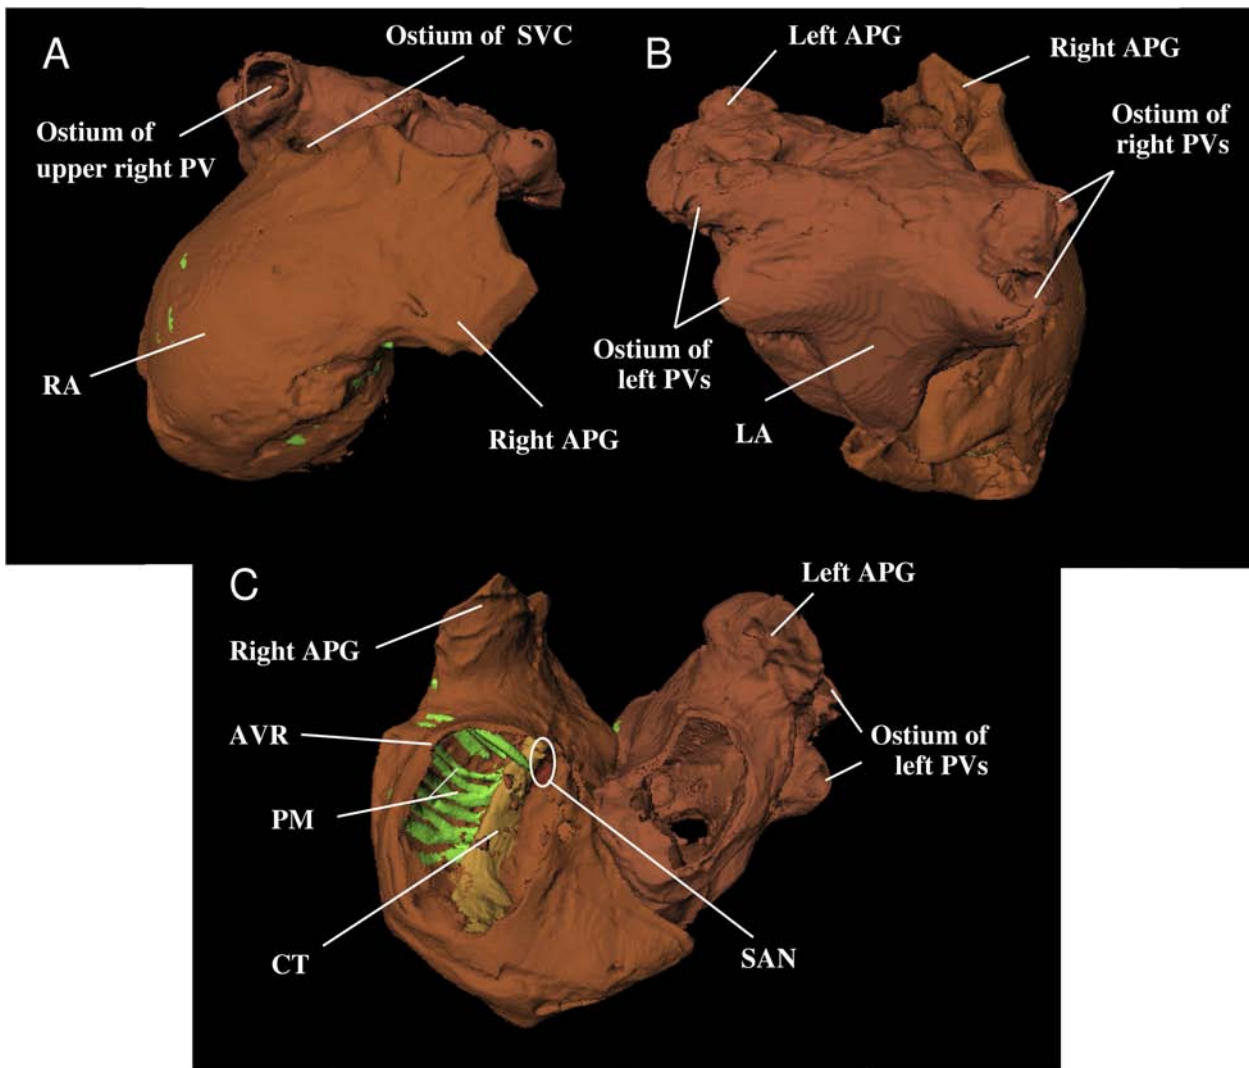 A
Ostium of SVC
Ostium of
upper right PV
RA
Right APG
B
Left APG
Right APG
Ostium of
right PVs
Ostium of
left PVs
LA
C
Left APG
Right APG
AVR
Ostium of
left PVs
PM
CT
SAN